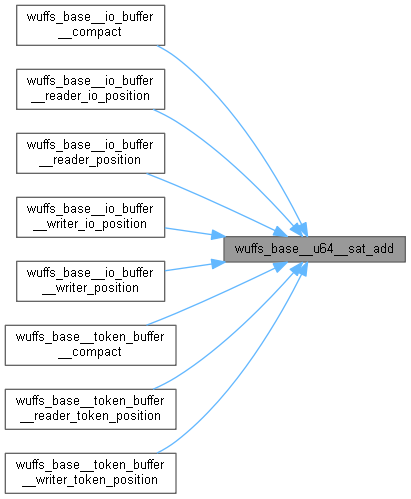 wuffs_base__io_buffer
__compact
wuffs_base__io_buffer
__reader_io_position
wuffs_base__io_buffer
__reader_position
wuffs_base__io_buffer
__writer_io_position
wuffs_base__io_buffer
__writer_position
wuffs_base__token_buffer
__compact
wuffs_base__token_buffer
__reader_token_position
wuffs_base__token_buffer
__writer_token_position
wuffs_base__u64__sat_add